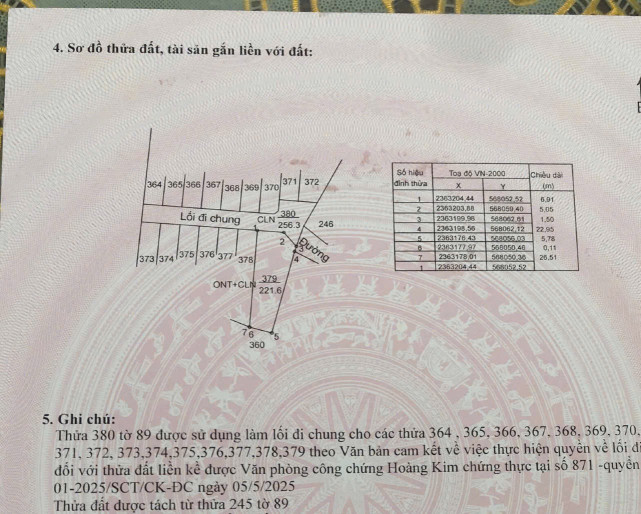 4. Sơ đồ thửa đất, tài sản gắn liền với đất:
364 365 366 367 368 369 370 371 372
Lối đi chung CLN 380 256.3 246
1
2
3
4
Đường
373 374 375 376 377 378
ONT+CLN 379 221.6
7 6 5
360
Số hiệu đỉnh thửa Toạ độ VN-2000 Chiều dài (m)
X Y
1 2363204,44 568052,52 6,91
2 2363203,88 568059,40 5,05
3 2363199,96 568062,61 1,50
4 2363198,56 568062,12 22,95
5 2363176,43 568056,03 5,78
6 2363177,97 568050,46 0,11
7 2363178,01 568050,36 26,51
1 2363204,44 568052,52
5. Ghi chú:
Thửa 380 tờ 89 được sử dụng làm lối đi chung cho các thửa 364 , 365, 366, 367, 368, 369, 370,
371, 372, 373,374,375,376,377,378,379 theo Văn bản cam kết về việc thực hiện quyền về lối đi
đối với thửa đất liền kề được Văn phòng công chứng Hoàng Kim chứng thực tại số 871 -quyển
01-2025/SCT/CK-ĐC ngày 05/5/2025
Thửa đất được tách từ thửa 245 tờ 89